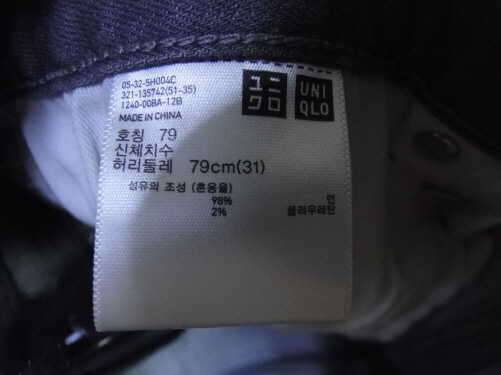 05-32-5H004C
321-135742(51-35)
1240-00BA-12B
MADE IN CHINA
ユニ
クロ
UNI
QLO
호칭 79
신체치수
허리둘레 79cm(31)
섬유의 조성 (혼용율)
98%
2% 폴리우레탄